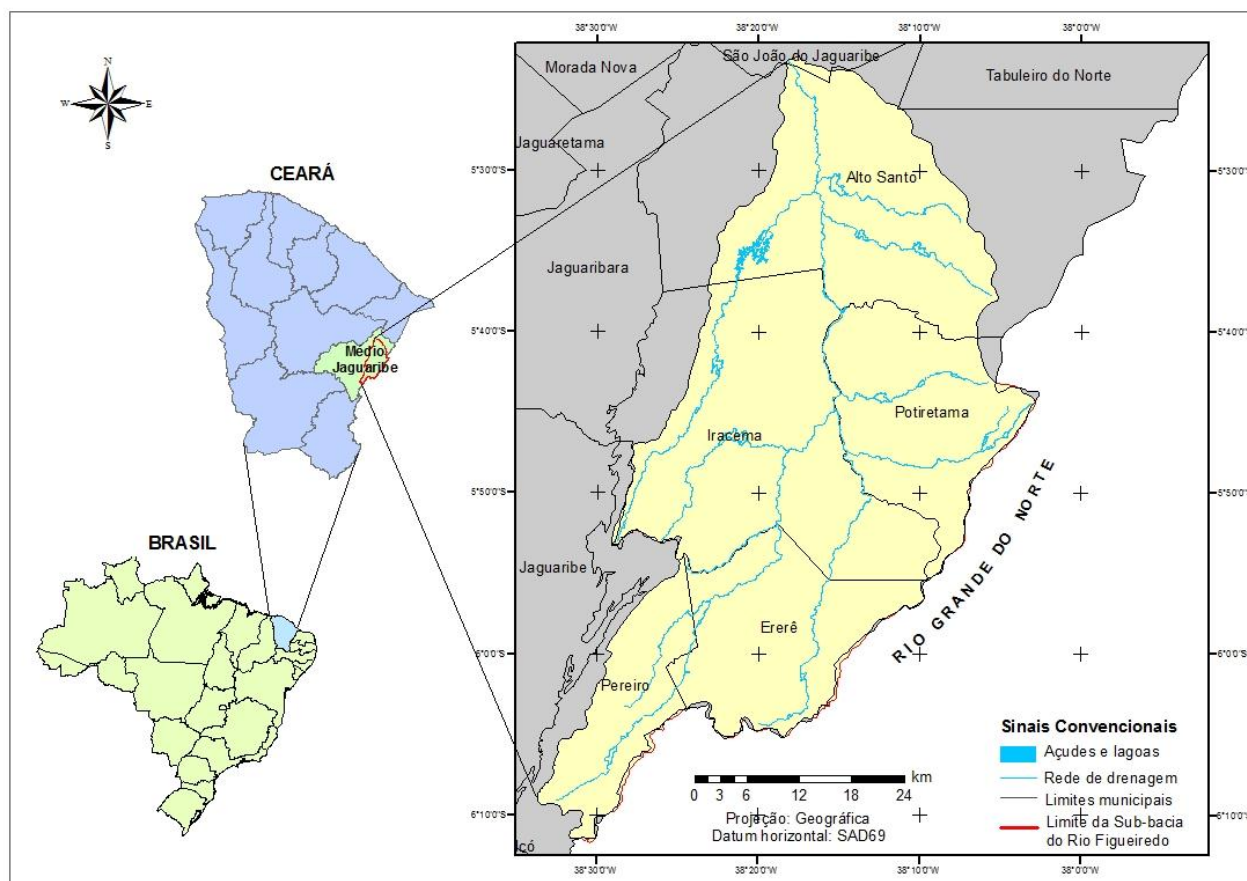 N
W
E
S
CEARÁ
Médio
Jaguaribe
BRASIL
38°30'0"W
38°20'0"W
38°10'0"W
38°0'0"W
São João do Jaguaribe
Morada Nova
Tabuleiro do Norte
Jaguaretama
5°30'0"S
5°30'0"S
Alto Santo
Jaguaribara
5°40'0"S
5°40'0"S
Potiretama
Iracema
5°50'0"S
5°50'0"S
RIO GRANDE DO NORTE
Jaguaribe
Ererê
6°0'0"S
6°0'0"S
Pereiro
Sinais Convencionais
Açudes e lagoas
Rede de drenagem
Limites municipais
Limite da Sub-bacia
do Rio Figueiredo
km
0 3 6 12 18 24
Projeção: Geográfica
Datum horizontal: SAD69
6°10'0"S
6°10'0"S
icó
38°30'0"W
38°20'0"W
38°10'0"W
38°0'0"W